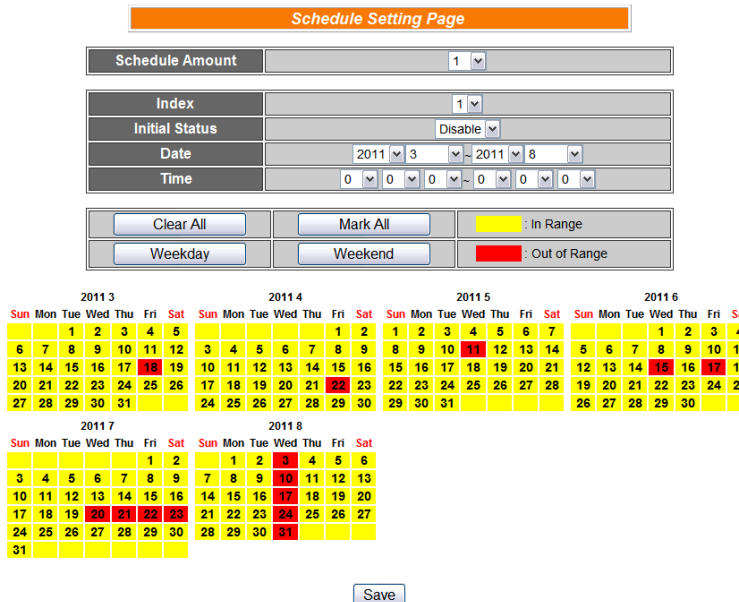 Schedule Setting Page
Schedule Amount 1
Index 1
Initial Status Disable
Date 2011 3 ~ 2011 8
Time 0 0 0 ~ 0 0 0
Clear All Mark All : In Range
Weekday Weekend : Out of Range
2011 3 2011 4 2011 5 2011 6
Sun Mon Tue Wed Thu Fri Sat Sun Mon Tue Wed Thu Fri Sat Sun Mon Tue Wed Thu Fri Sat Sun Mon Tue Wed Thu Fri
1 2 3 4 5 1 2 1 2 3 4 5 6 7 1 2 3
6 7 8 9 10 11 12 3 4 5 6 7 8 9 8 9 10 11 12 13 14 5 6 7 8 9 10
13 14 15 16 17 18 19 10 11 12 13 14 15 16 15 16 17 18 19 20 21 12 13 14 15 16 17
20 21 22 23 24 25 26 17 18 19 20 21 22 23 22 23 24 25 26 27 28 19 20 21 22 23 24
27 28 29 30 31 24 25 26 27 28 29 30 29 30 31 26 27 28 29 30
2011 7 2011 8
Sun Mon Tue Wed Thu Fri Sat Sun Mon Tue Wed Thu Fri Sat
1 2 1 2 3 4 5 6
3 4 5 6 7 8 9 7 8 9 10 11 12 13
10 11 12 13 14 15 16 14 15 16 17 18 19 20
17 18 19 20 21 22 23 21 22 23 24 25 26 27
24 25 26 27 28 29 30 28 29 30 31
31
Save